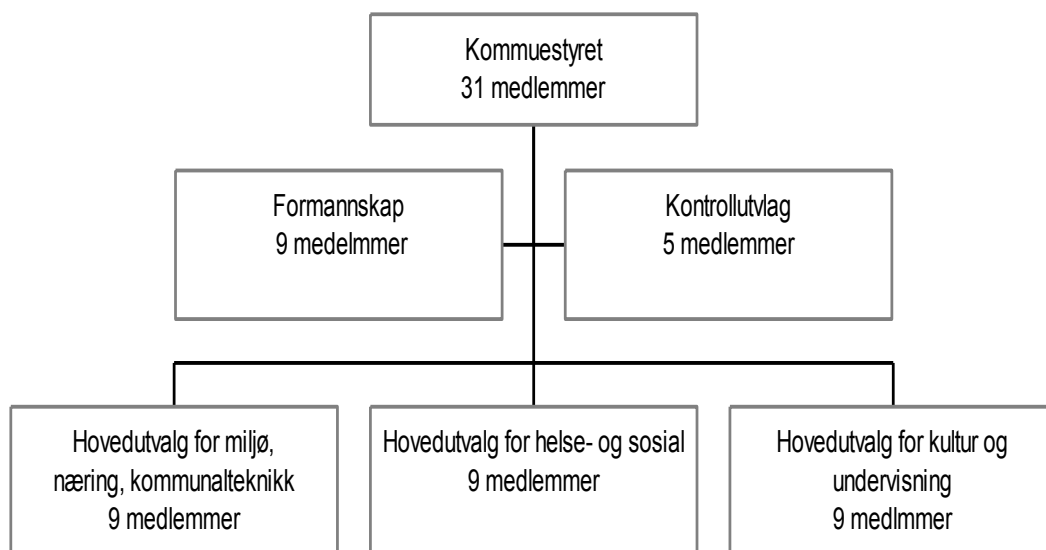 Kommuestyret
31 medlemmer
Formannskap
9 medelmmer
Kontrollutvlag
5 medlemmer
Hovedutvalg for miljø,
næring, kommunalteknikk
9 medlemmer
Hovedutvalg for helse- og sosial
9 medlemmer
Hovedutvalg for kultur og
undervisning
9 medlmmer